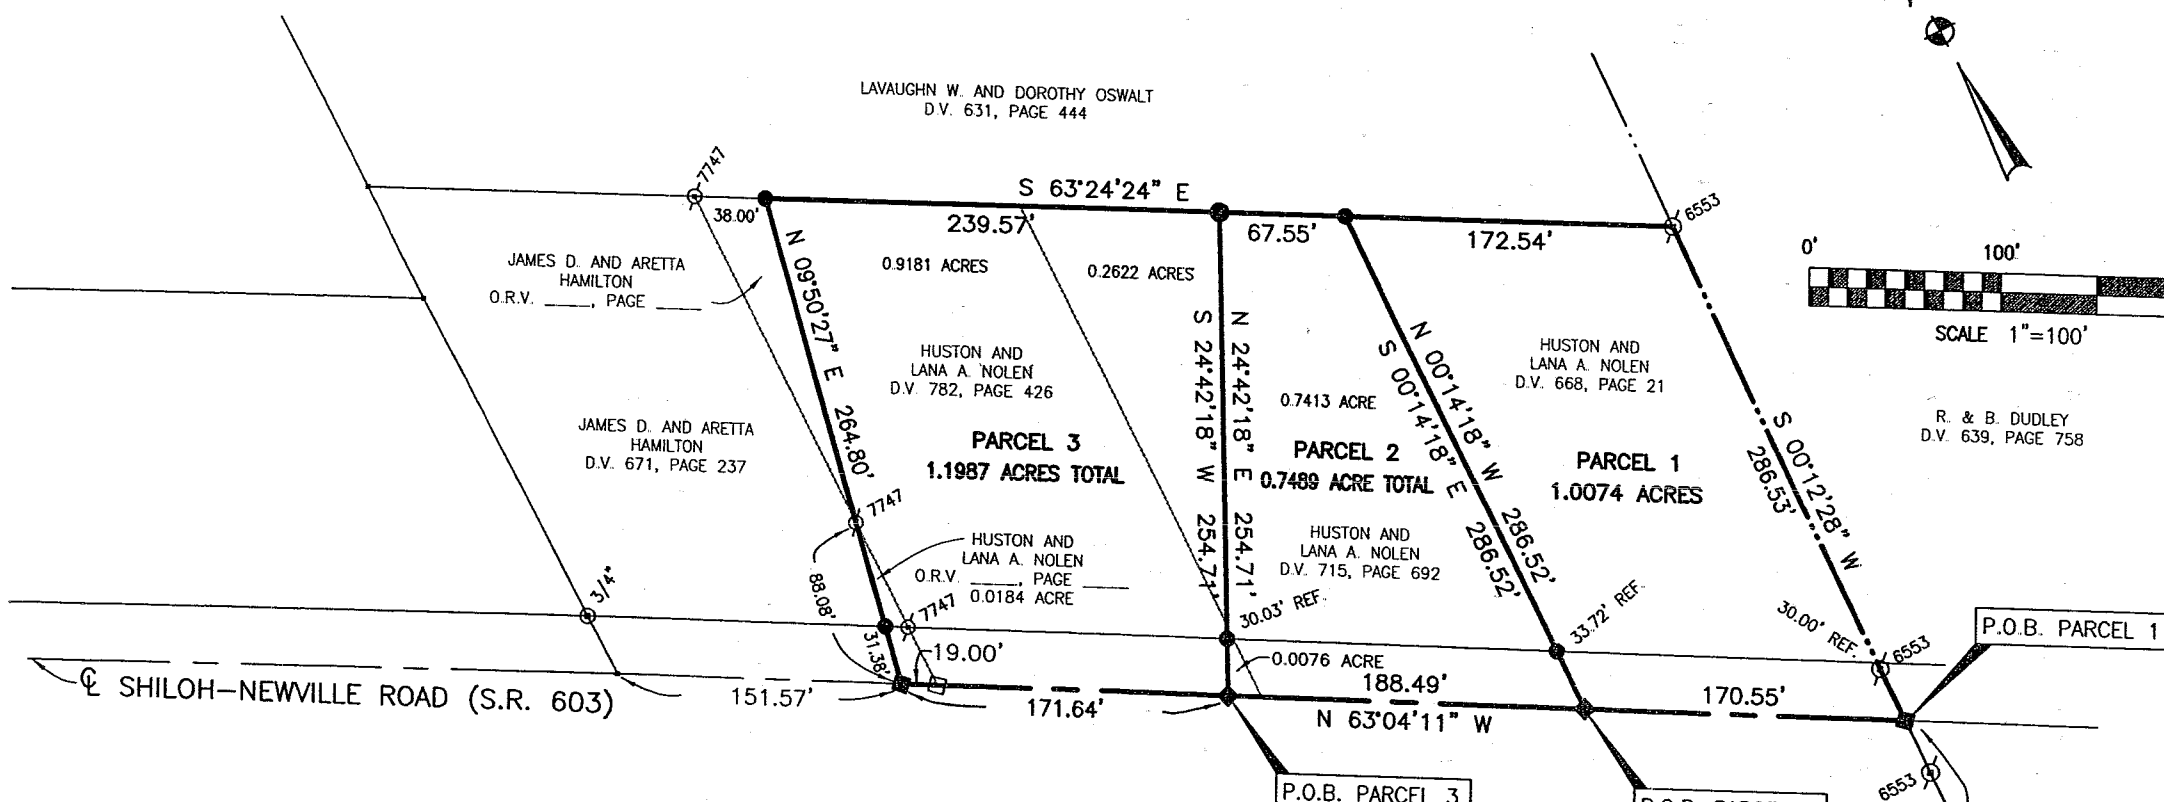 LAVAUGHN W. AND DOROTHY OSWALT
D.V. 631, PAGE 444
7747
38.00'
S 63°24'24" E
239.57'
67.55'
172.54'
6553
0'
100'
SCALE 1"=100'
JAMES D. AND ARETTA
HAMILTON
O.R.V. ____, PAGE ____
N 09°50'27" E 264.80'
0.9181 ACRES
0.2622 ACRES
HUSTON AND
LANA A. NOLEN
D.V. 782, PAGE 426
PARCEL 3
1.1987 ACRES TOTAL
S 24°42'18" W 254.71'
N 24°42'18" E 254.71'
0.7413 ACRE
PARCEL 2
0.7489 ACRE TOTAL
HUSTON AND
LANA A. NOLEN
D.V. 715, PAGE 692
N 00°14'18" W 286.52'
S 00°14'18" E 286.52'
HUSTON AND
LANA A. NOLEN
D.V. 668, PAGE 21
PARCEL 1
1.0074 ACRES
S 00°12'28" W
286.53'
R. & B. DUDLEY
D.V. 639, PAGE 758
JAMES D. AND ARETTA
HAMILTON
D.V. 671, PAGE 237
7747
HUSTON AND
LANA A. NOLEN
O.R.V. ____, PAGE ____
0.0184 ACRE
88.08'
31.38'
7747
19.00'
3/4"
30.03' REF.
33.72' REF.
30.00' REF.
6553
P.O.B. PARCEL 1
0.0076 ACRE
℄ SHILOH-NEWVILLE ROAD (S.R. 603)
151.57'
171.64'
188.49'
170.55'
N 63°04'11" W
P.O.B. PARCEL 3
6553